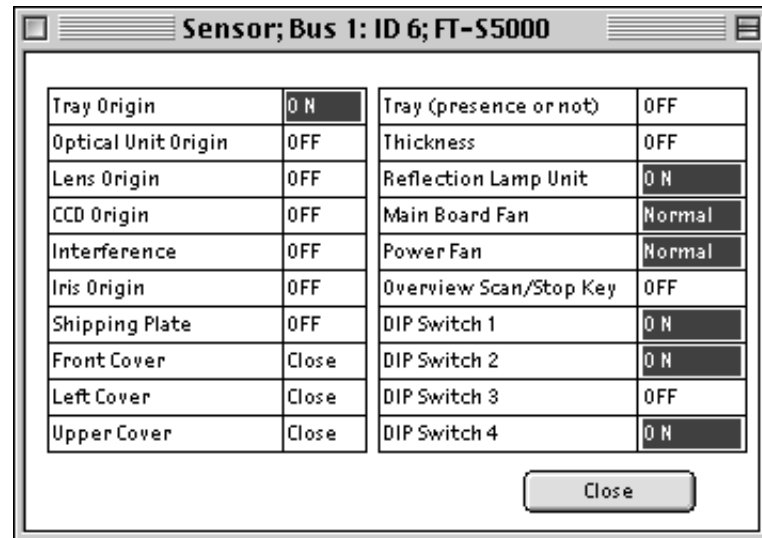 Sensor; Bus 1: ID 6; FT-S5000
Tray Origin ON Tray (presence or not) OFF
Optical Unit Origin OFF Thickness OFF
Lens Origin OFF Reflection Lamp Unit ON
CCD Origin OFF Main Board Fan Normal
Interference OFF Power Fan Normal
Iris Origin OFF Overview Scan/Stop Key OFF
Shipping Plate OFF DIP Switch 1 ON
Front Cover Close DIP Switch 2 ON
Left Cover Close DIP Switch 3 OFF
Upper Cover Close DIP Switch 4 ON
Close